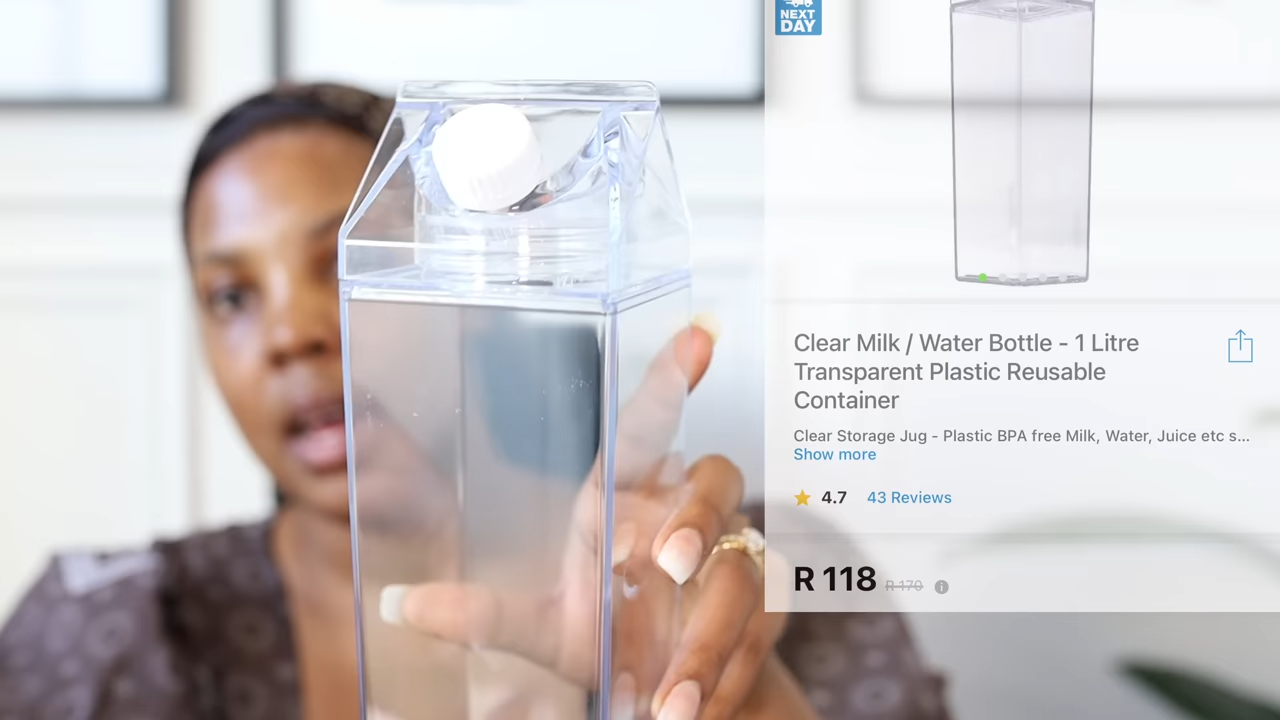 NEXT
DAY
Clear Milk / Water Bottle - 1 Litre
Transparent Plastic Reusable
Container
Clear Storage Jug - Plastic BPA free Milk, Water, Juice etc s...
Show more
4.7 43 Reviews
R 118 R 170